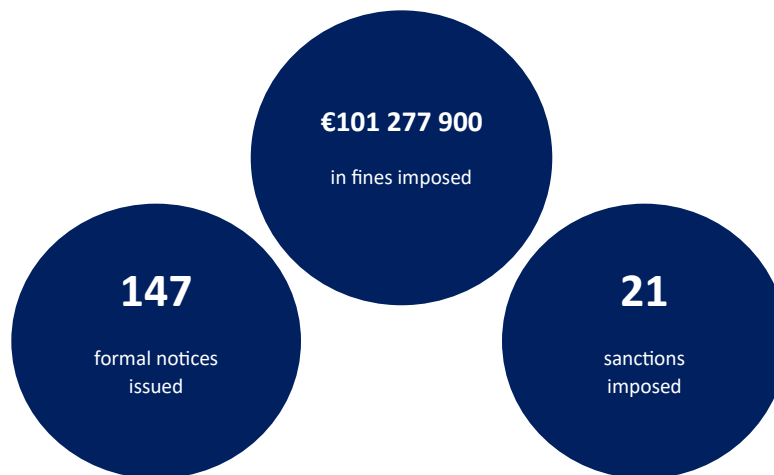 €101 277 900
in fines imposed
147
formal notices
issued
21
sanctions
imposed